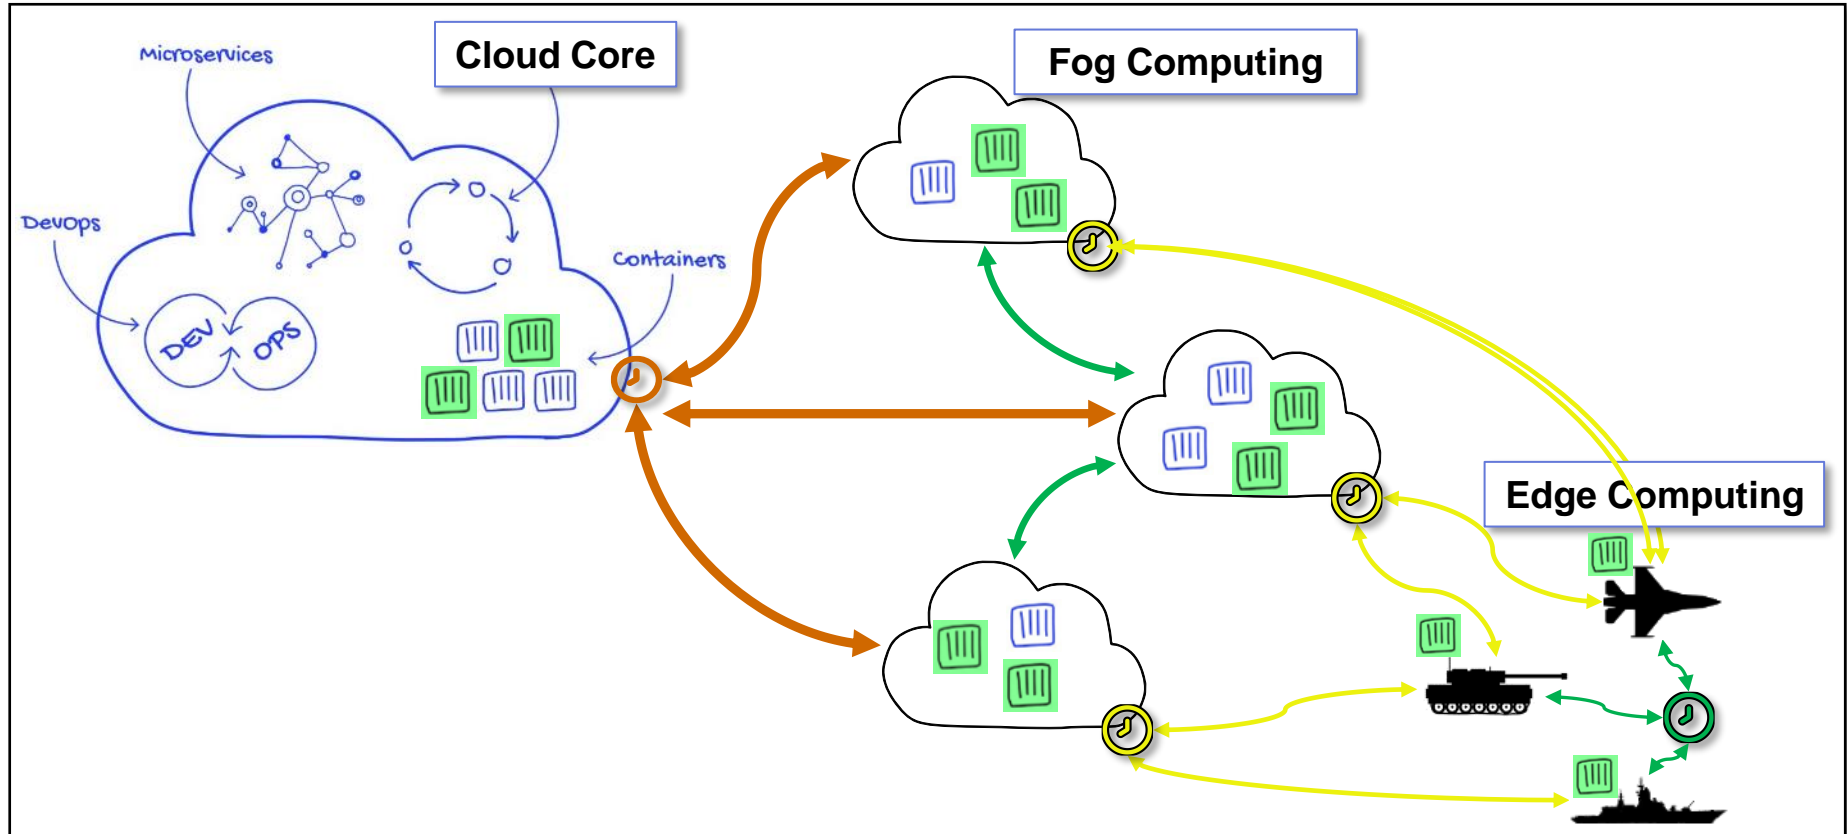 Microservices
Cloud Core
Fog Computing
DevOps
Containers
DEV
OPS
Edge Computing